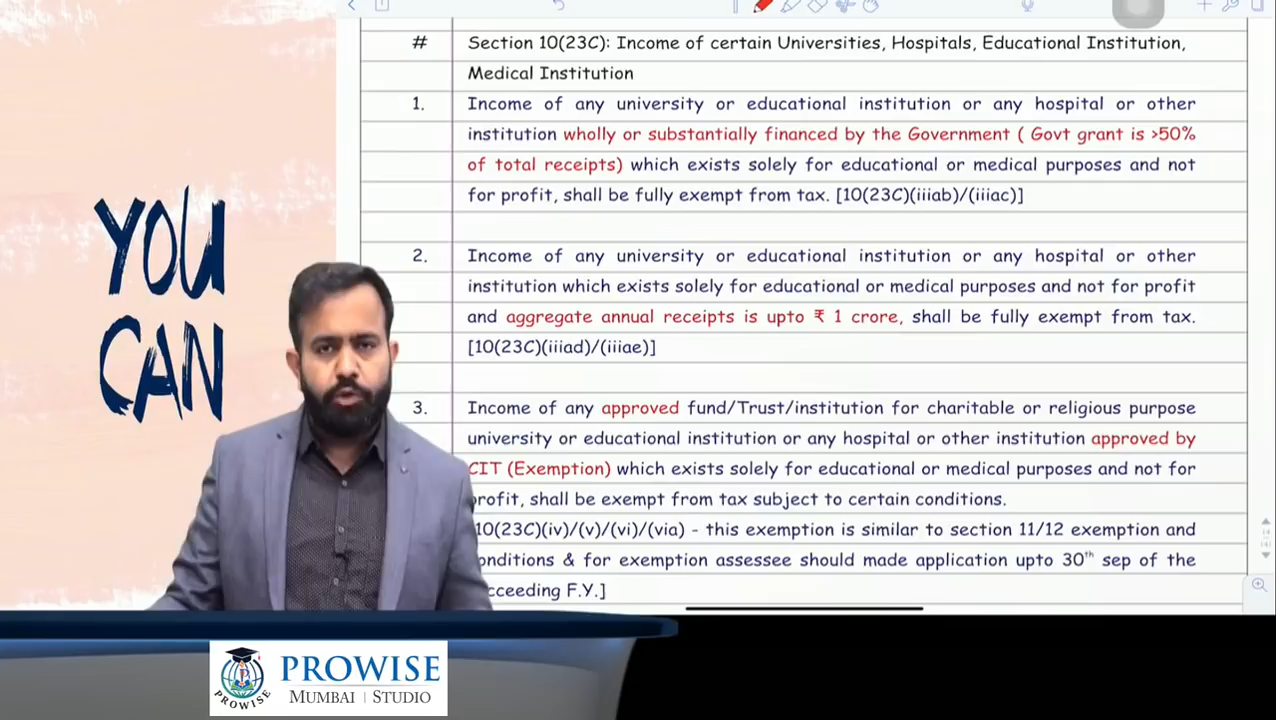 YOU
CAN
# Section 10(23C): Income of certain Universities, Hospitals, Educational Institution,
Medical Institution
1. Income of any university or educational institution or any hospital or other
institution wholly or substantially financed by the Government ( Govt grant is >50%
of total receipts) which exists solely for educational or medical purposes and not
for profit, shall be fully exempt from tax. [10(23C)(iiiab)/(iiiac)]
2. Income of any university or educational institution or any hospital or other
institution which exists solely for educational or medical purposes and not for profit
and aggregate annual receipts is upto ₹ 1 crore, shall be fully exempt from tax.
[10(23C)(iiiad)/(iiiae)]
3. Income of any approved fund/Trust/institution for charitable or religious purpose
university or educational institution or any hospital or other institution approved by
CIT (Exemption) which exists solely for educational or medical purposes and not for
profit, shall be exempt from tax subject to certain conditions.
10(23C)(iv)/(v)/(vi)/(via) - this exemption is similar to section 11/12 exemption and
onditions & for exemption assessee should made application upto 30th sep of the
cceeding F.Y.]
PROWISE
MUMBAI | STUDIO
PROWISE